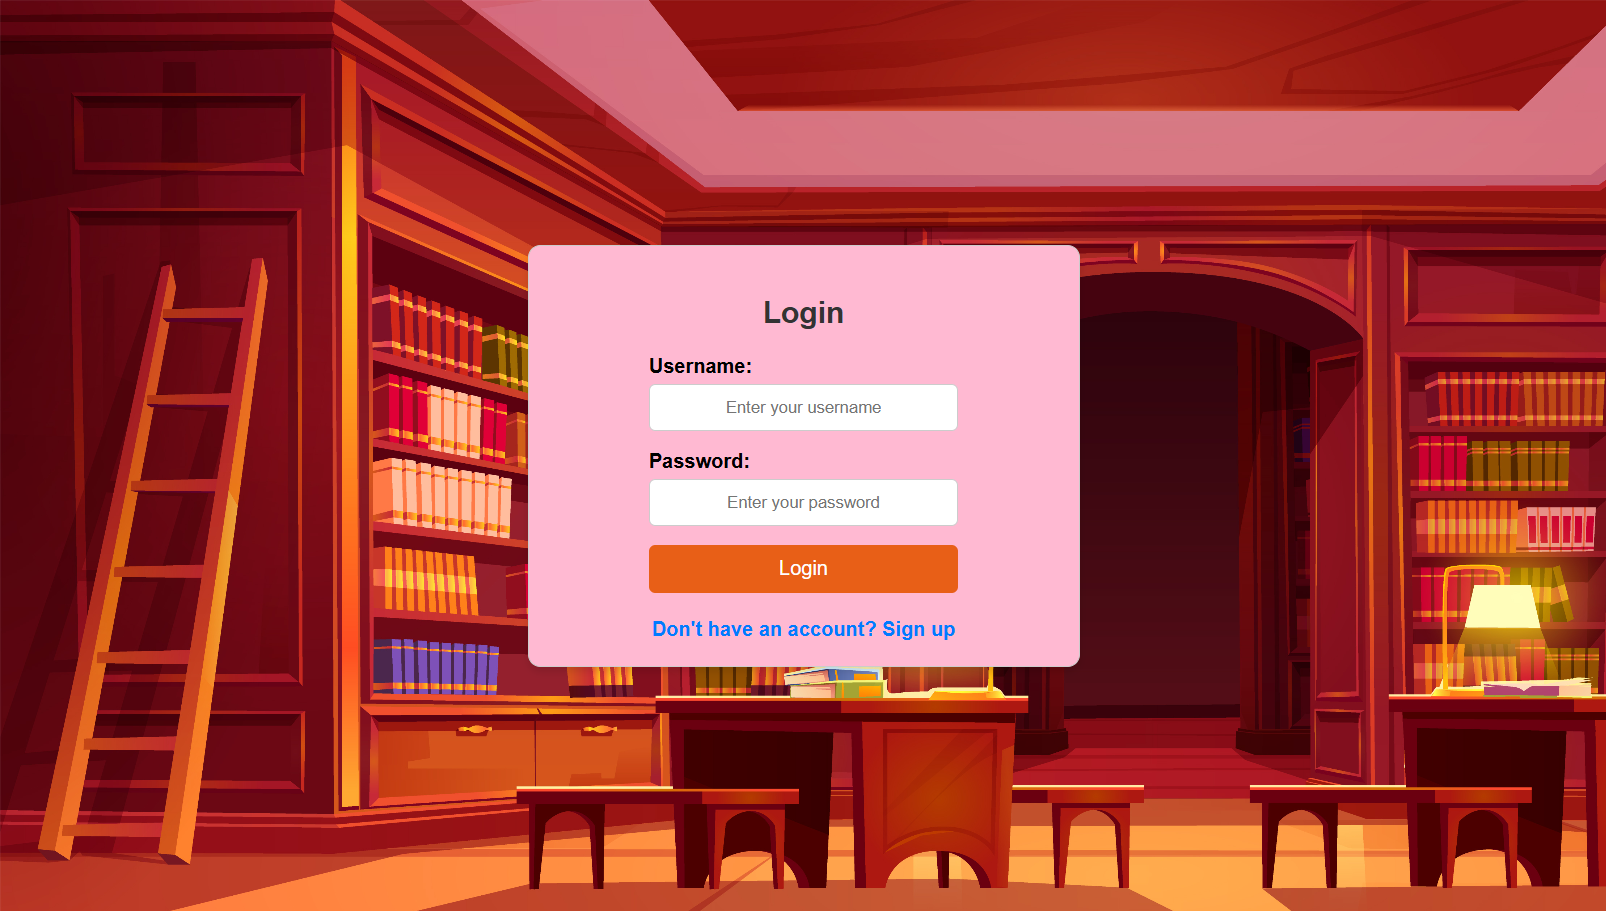 Login
Username:
Enter your username
Password:
Enter your password
Login
Don't have an account? Sign up